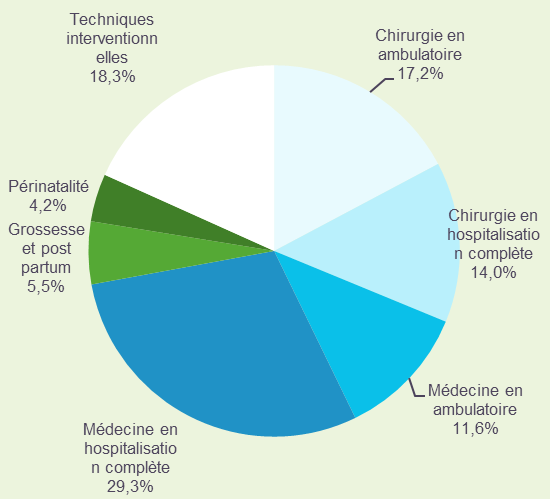 Techniques
interventionn
elles
18,3%
Chirurgie en
ambulatoire
17,2%
Chirurgie en
hospitalisatio
n complète
14,0%
Médecine en
ambulatoire
11,6%
Médecine en
hospitalisatio
n complète
29,3%
Grossesse
et post
partum
5,5%
Périnatalité
4,2%